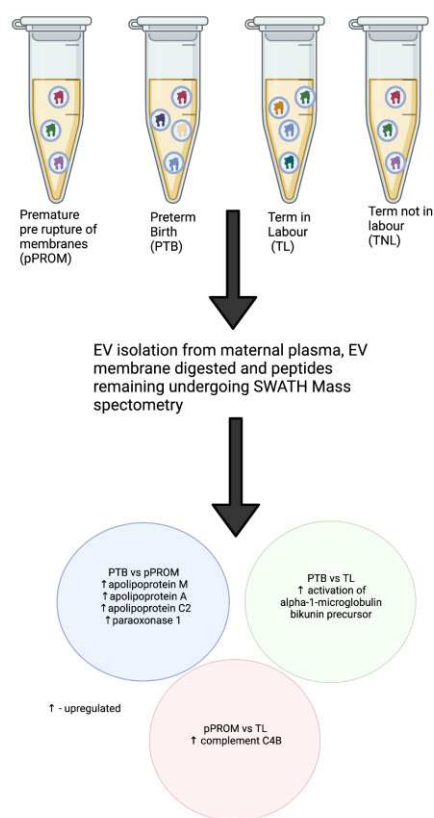 Premature
pre rupture of
membranes
(pPROM)
Preterm
Birth
(PTB)
Term in
Labour
(TL)
Term not in
labour
(TNL)
EV isolation from maternal plasma, EV
membrane digested and peptides
remaining undergoing SWATH Mass
spectometry
PTB vs pPROM
↑ apolipoprotein M
↑ apolipoprotein A
↑ apolipoprotein C2
↑ paraoxonase 1
PTB vs TL
↑ activation of
alpha-1-microglobulin
bikunin precursor
↑ - upregulated
pPROM vs TL
↑ complement C4B